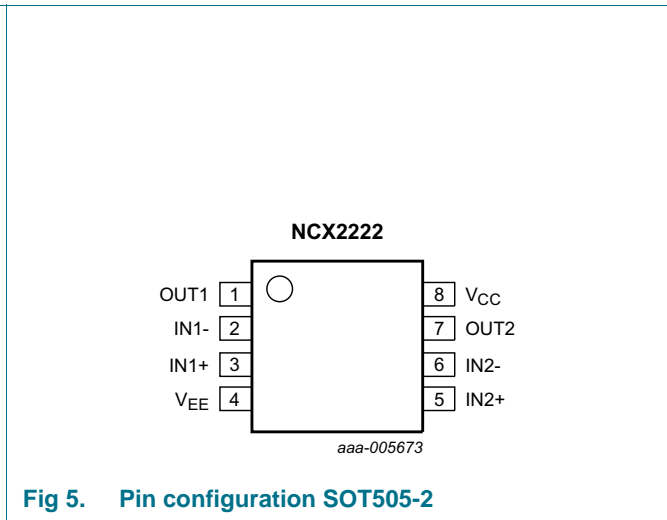 NCX2222
OUT1 1 8 VCC
IN1- 2 7 OUT2
IN1+ 3 6 IN2-
VEE 4 5 IN2+
aaa-005673
Fig 5. Pin configuration SOT505-2